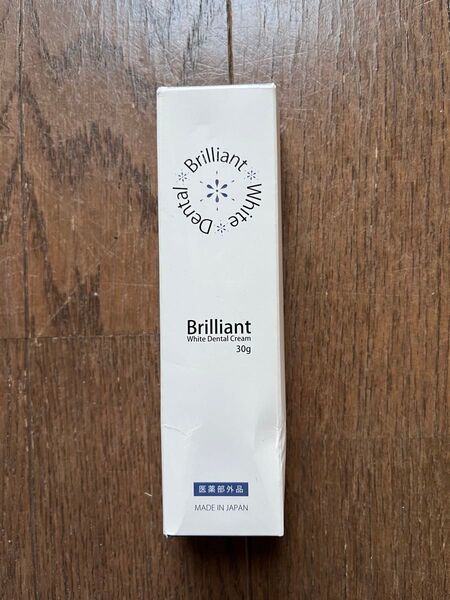 Brilliant White Dental
Brilliant
White Dental Cream
30g
医薬部外品
MADE IN JAPAN